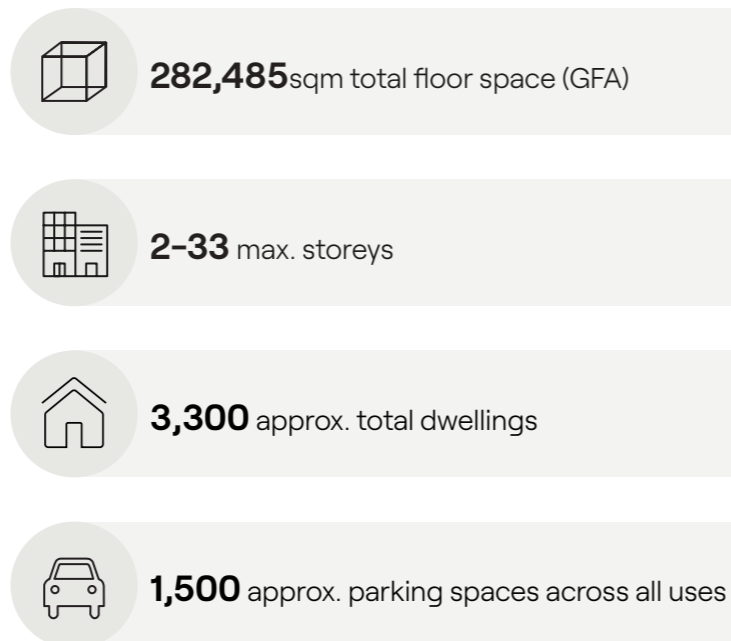 282,485sqm total floor space (GFA)
2-33 max. storeys
3,300 approx. total dwellings
1,500 approx. parking spaces across all uses